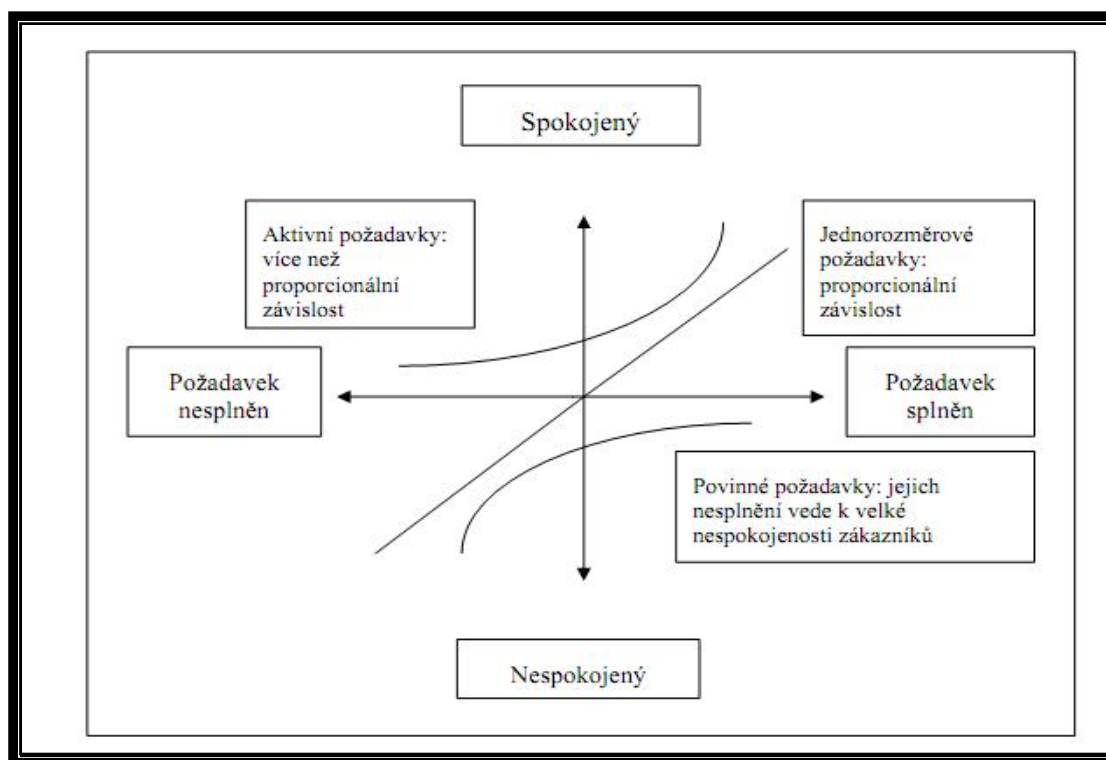 Spokojený
Aktivní požadavky:
více než
proporcionální
závislost
Jednorozměrové
požadavky:
proporcionální
závislost
Požadavek
nesplněn
Požadavek
splněn
Povinné požadavky: jejich
nesplnění vede k velké
nespokojenosti zákazníků
Nespokojený